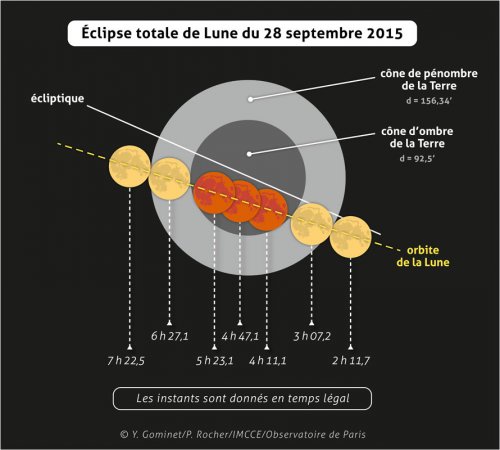 Éclipse totale de Lune du 28 septembre 2015
cône de pénombre
de la Terre
d = 156,34'
écliptique
cône d'ombre
de la Terre
d = 92,5'
orbite
de la Lune
6 h 27,1
4 h 47,1
3 h 07,2
7 h 22,5
5 h 23,1
4 h 11,1
2 h 11,7
Les instants sont donnés en temps légal
© Y. Gominet/P. Rocher/IMCCE/Observatoire de Paris